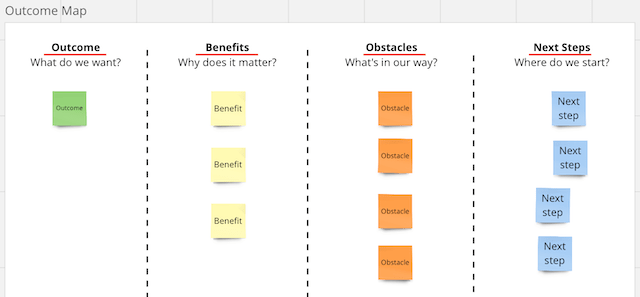 Outcome Map
Outcome
What do we want?
Outcome
Benefits
Why does it matter?
Benefit
Benefit
Benefit
Obstacles
What's in our way?
Obstacle
Obstacle
Obstacle
Obstacle
Next Steps
Where do we start?
Next
step
Next
step
Next
step
Next
step